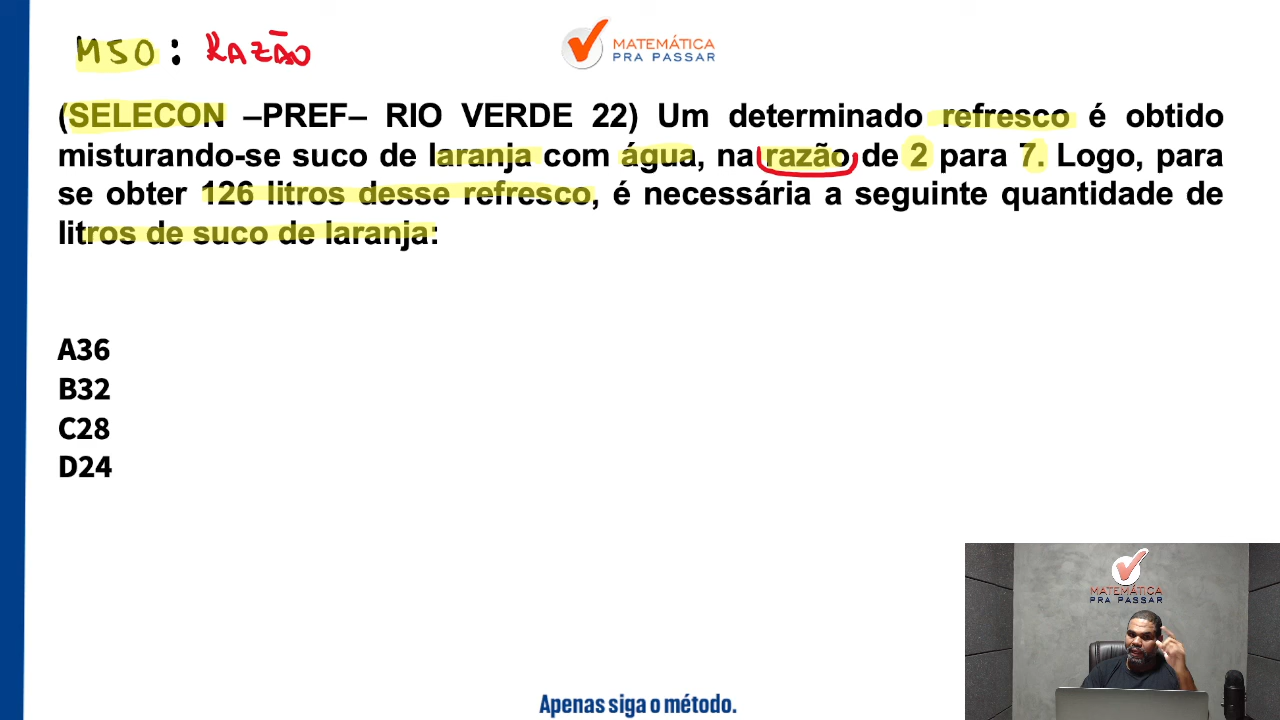 M50 : RAZÃO
MATEMÁTICA
PRA PASSAR
(SELECON –PREF– RIO VERDE 22) Um determinado refresco é obtido
misturando-se suco de laranja com água, na razão de 2 para 7. Logo, para
se obter 126 litros desse refresco, é necessária a seguinte quantidade de
litros de suco de laranja:
A36
B32
C28
D24
MATEMÁTICA
PRA PASSAR
Apenas siga o método.